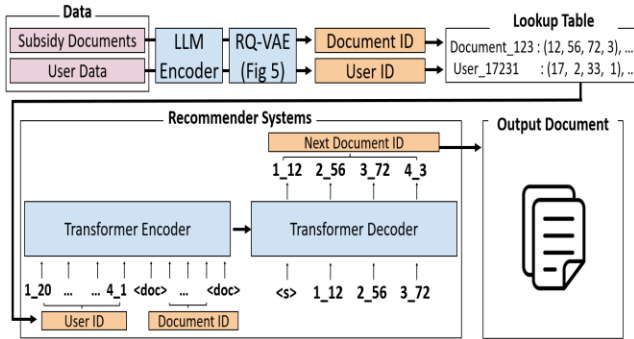 Data
Subsidy Documents
User Data
LLM
Encoder
RQ-VAE
(Fig 5)
Document ID
User ID
Lookup Table
Document_123 : (12, 56, 72, 3), ...
User_17231 : (17, 2, 33, 1), ...
Recommender Systems
Next Document ID
1_12 2_56 3_72 4_3
Transformer Encoder
Transformer Decoder
1_20 ... ... 4_1 <doc> ... <doc>
<s> 1_12 2_56 3_72
User ID
Document ID
Output Document